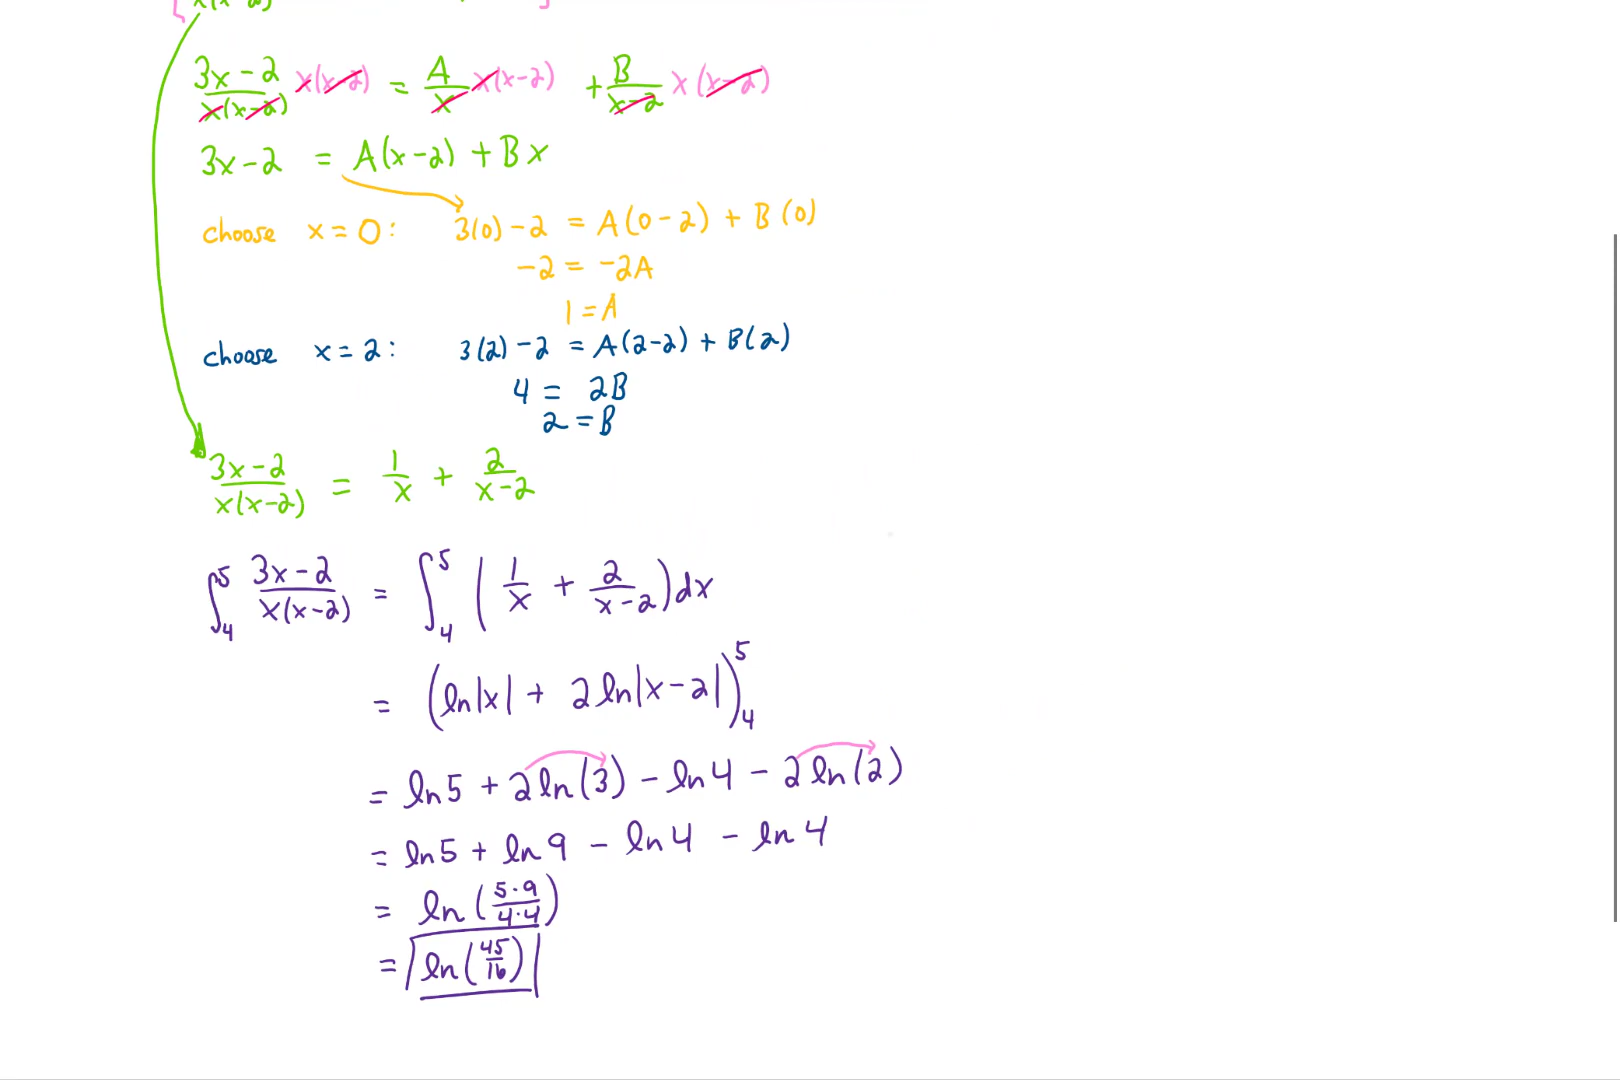 3x-2/x(x-2) x(x-2) = A/x x(x-2) + B/x-2 x(x-2)
3x-2 = A(x-2) + Bx
choose x=0: 3(0)-2 = A(0-2) + B(0)
-2 = -2A
1 = A
choose x=2: 3(2)-2 = A(2-2) + B(2)
4 = 2B
2 = B
3x-2/x(x-2) = 1/x + 2/x-2
∫₄⁵ 3x-2/x(x-2) = ∫₄⁵ (1/x + 2/x-2)dx
= (ln|x| + 2ln|x-2|)₄⁵
= ln5 + 2ln(3) - ln4 - 2ln(2)
= ln5 + ln9 - ln4 - ln4
= ln(5·9/4·4)
= ln(45/16)